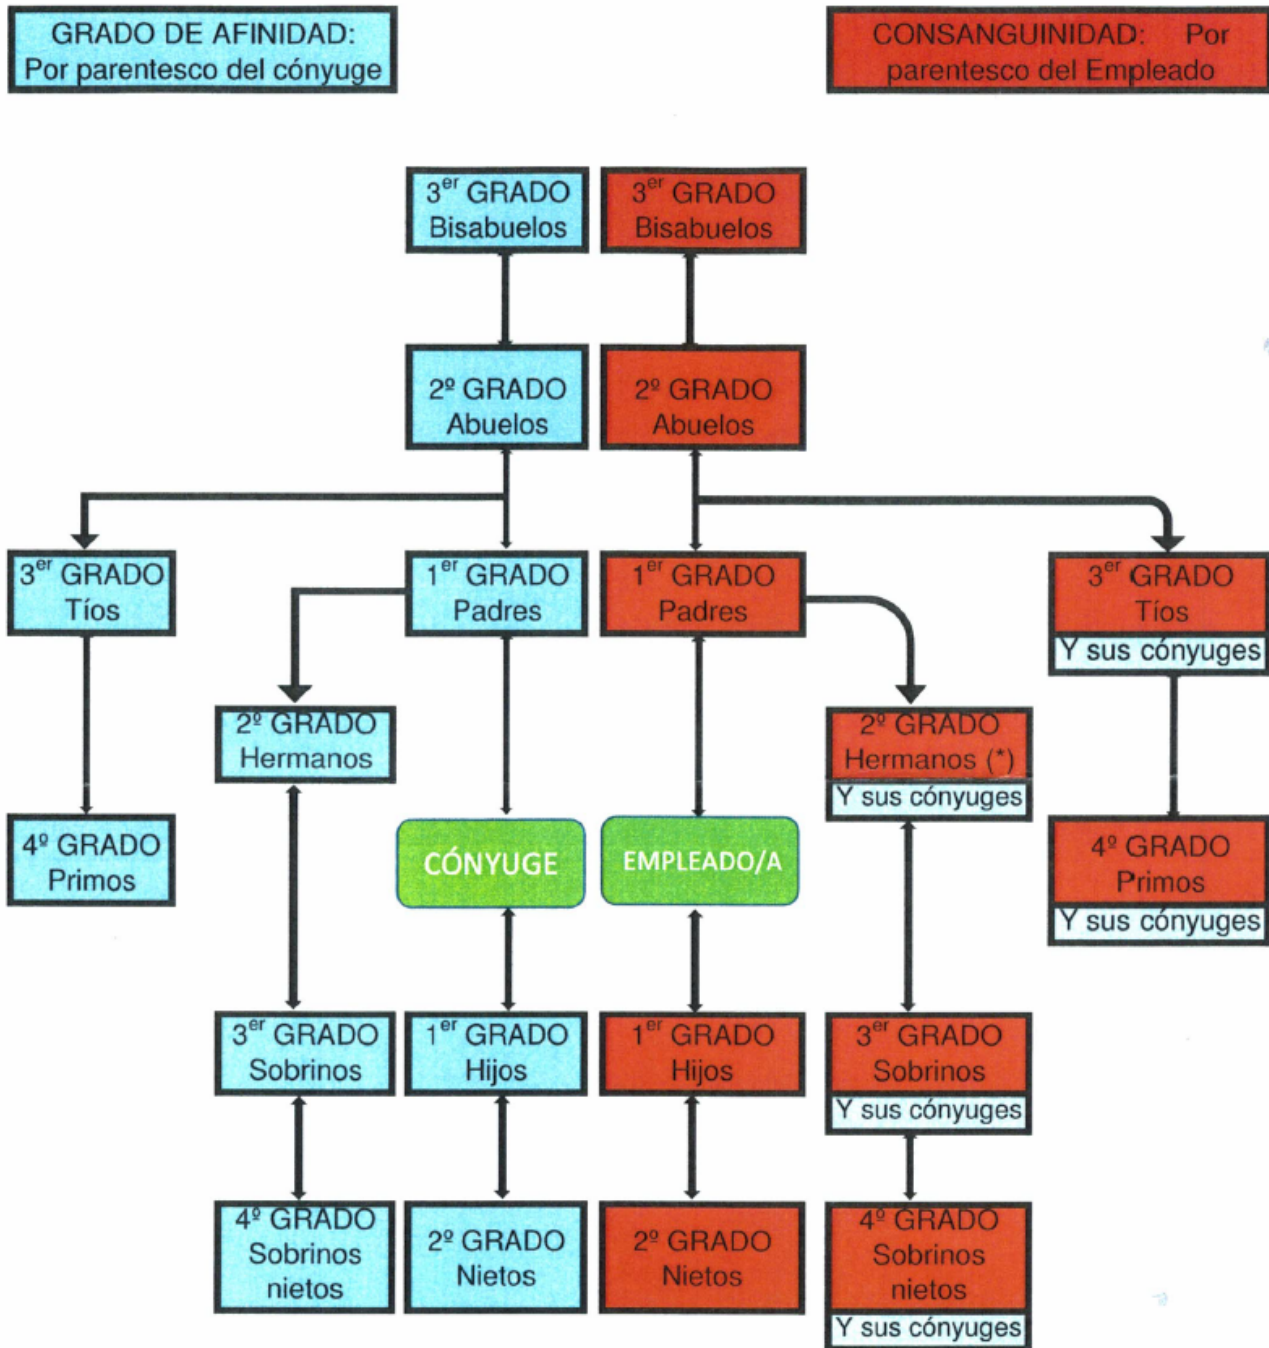 GRADO DE AFINIDAD:
Por parentesco del cónyuge
CONSANGUINIDAD: Por
parentesco del Empleado
3er GRADO
Bisabuelos
3er GRADO
Bisabuelos
2º GRADO
Abuelos
2º GRADO
Abuelos
3er GRADO
Tíos
1er GRADO
Padres
1er GRADO
Padres
3er GRADO
Tíos
Y sus cónyuges
2º GRADO
Hermanos
2º GRADO
Hermanos (*)
Y sus cónyuges
4º GRADO
Primos
CÓNYUGE
EMPLEADO/A
4º GRADO
Primos
Y sus cónyuges
3er GRADO
Sobrinos
1er GRADO
Hijos
1er GRADO
Hijos
3er GRADO
Sobrinos
Y sus cónyuges
4º GRADO
Sobrinos
nietos
2º GRADO
Nietos
2º GRADO
Nietos
4º GRADO
Sobrinos
nietos
Y sus cónyuges